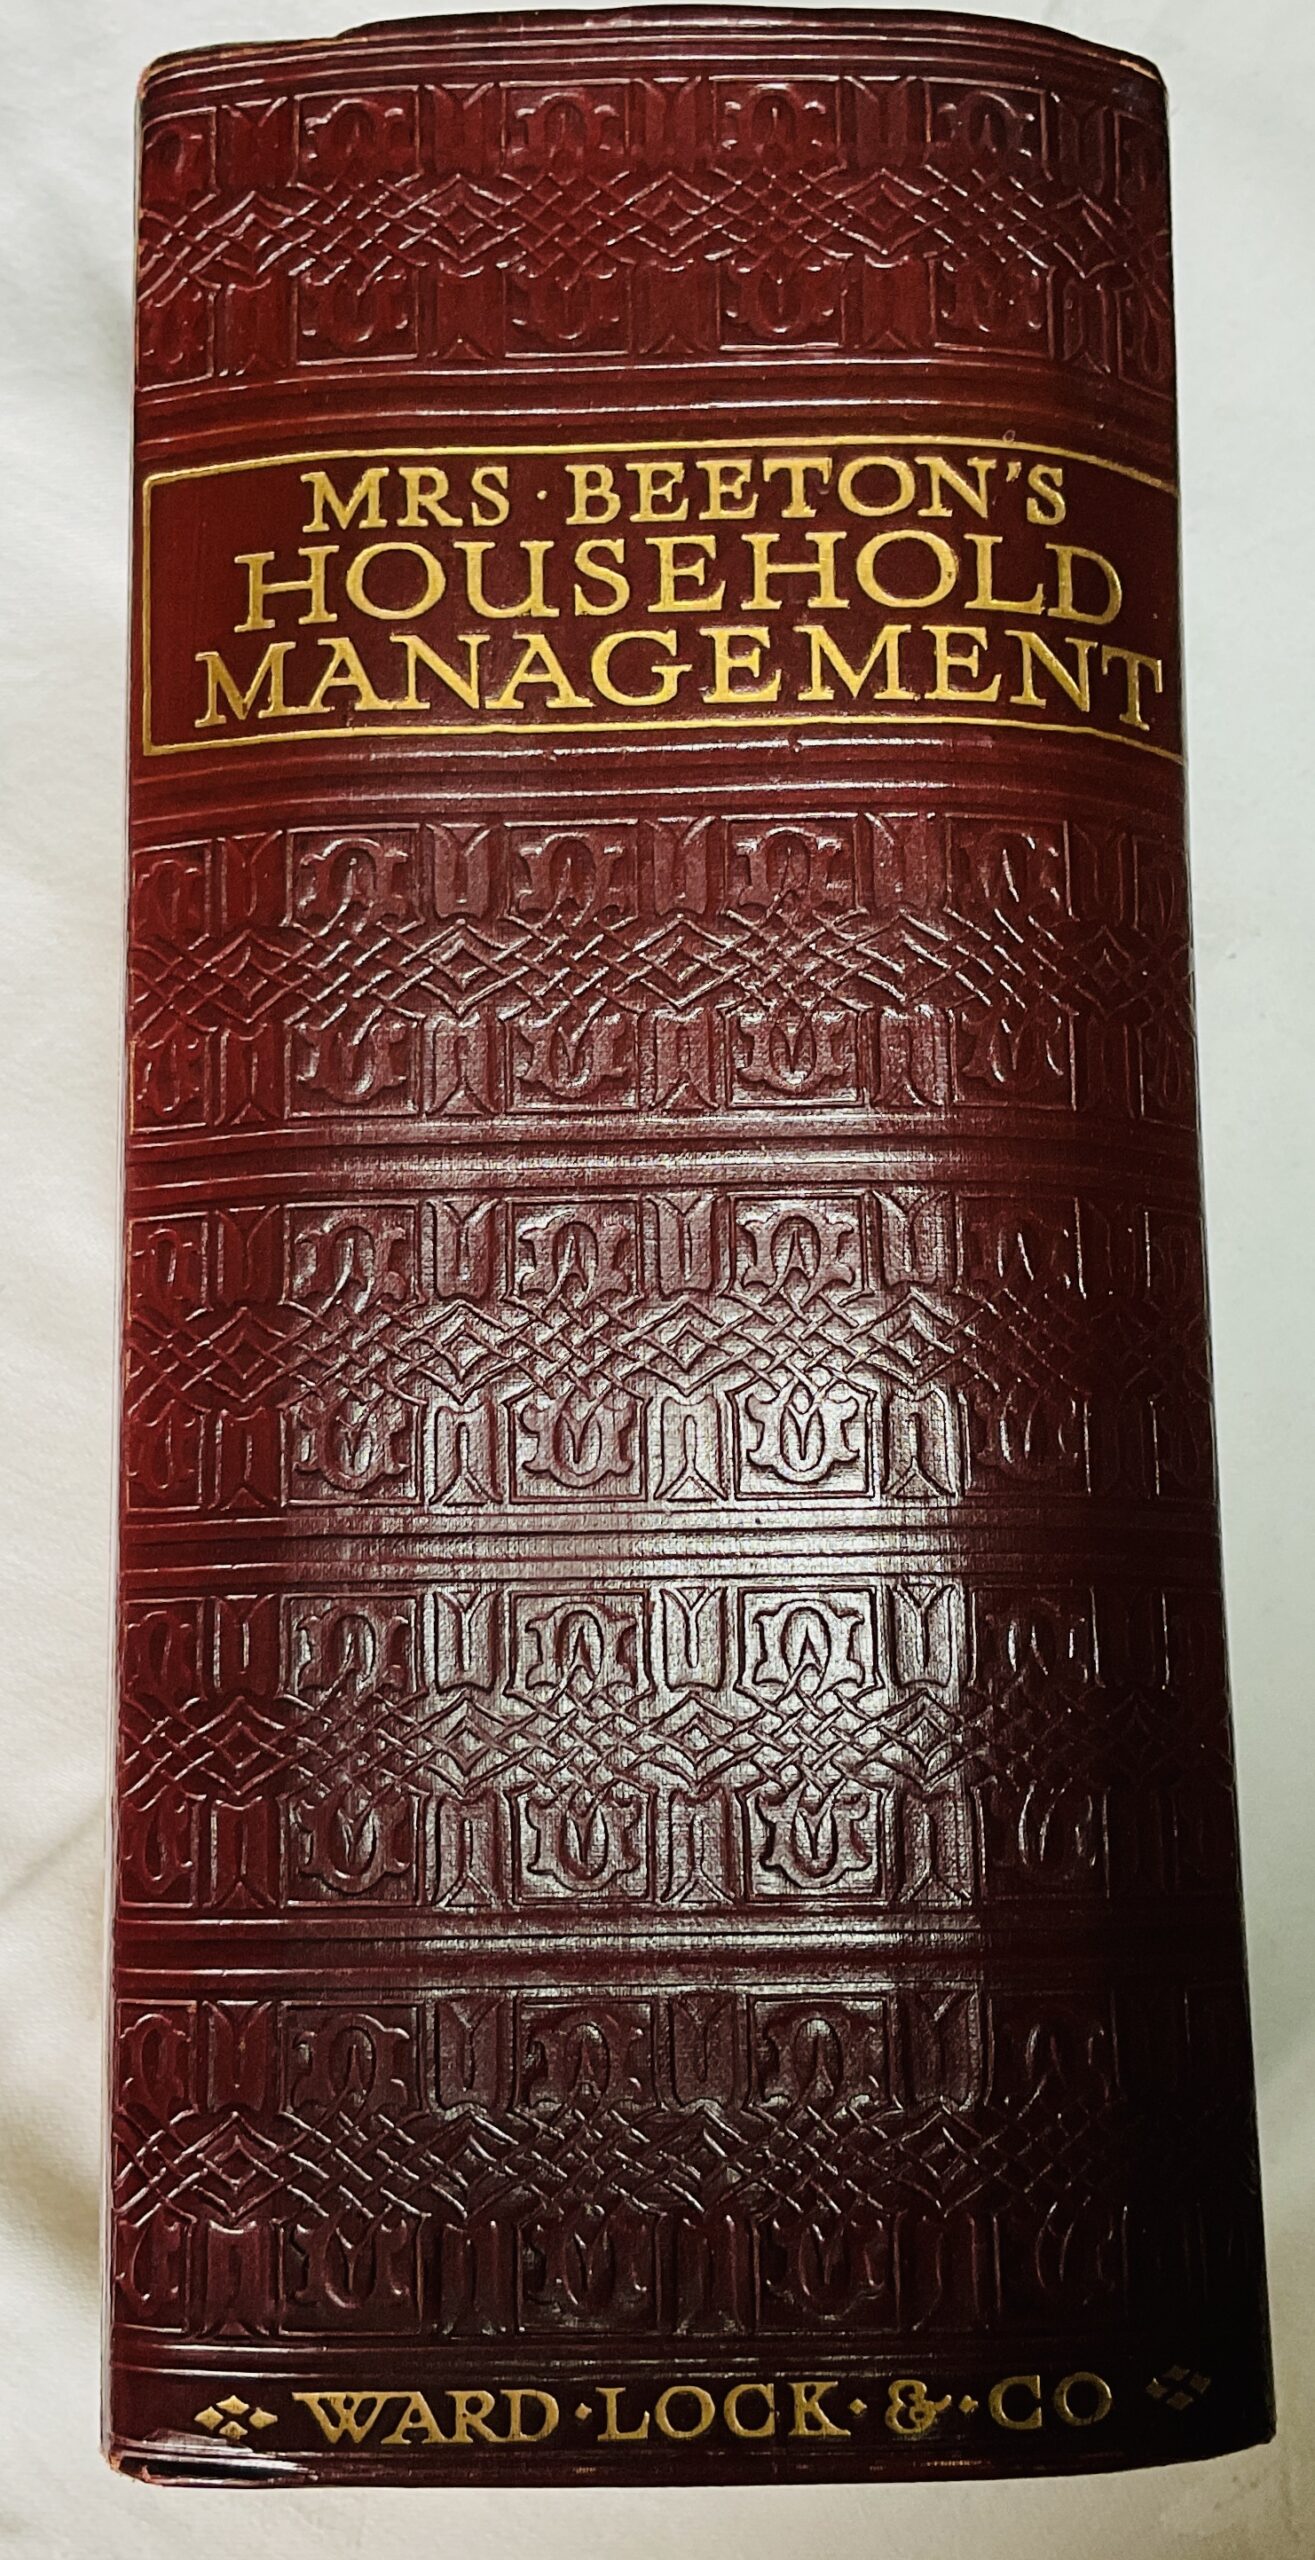 MRS · BEETON'S
HOUSEHOLD
MANAGEMENT
WARD · LOCK · & · CO